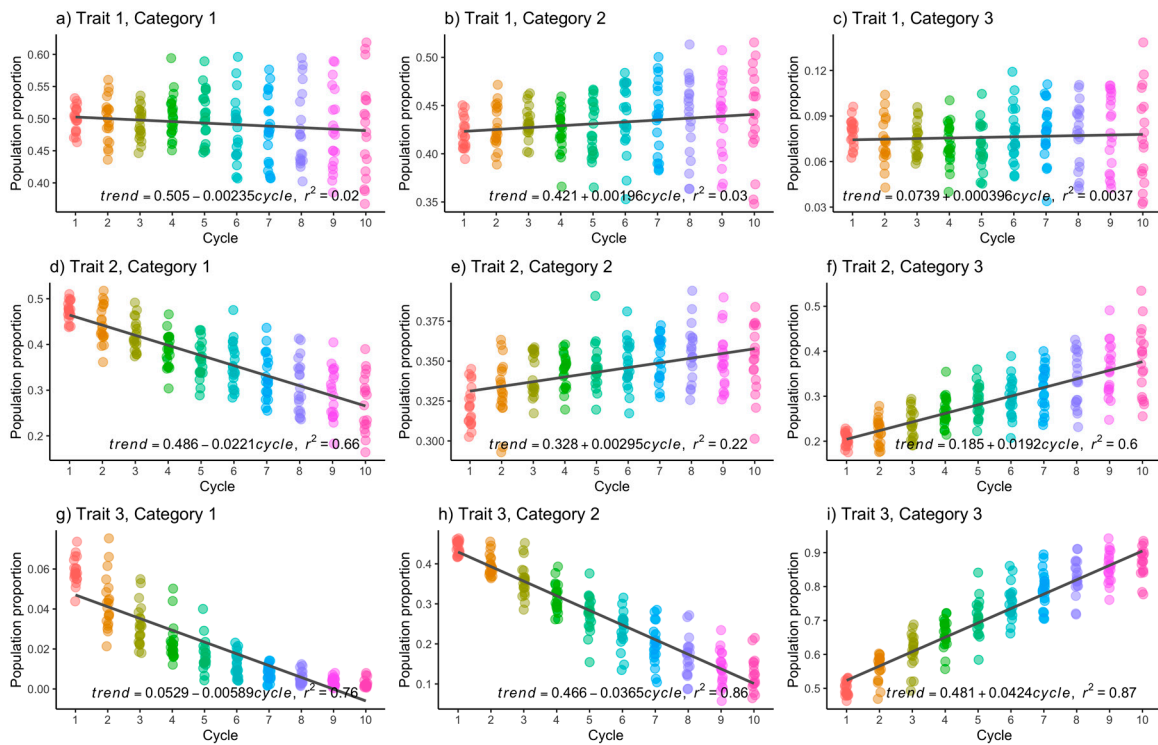 a) Trait 1, Category 1
Population proportion
0.60
0.55
0.50
0.45
0.40
trend = 0.505 − 0.00235cycle, r² = 0.02
1 2 3 4 5 6 7 8 9 10
Cycle
b) Trait 1, Category 2
Population proportion
0.50
0.45
0.40
0.35
trend = 0.421 + 0.00196cycle, r² = 0.03
1 2 3 4 5 6 7 8 9 10
Cycle
c) Trait 1, Category 3
Population proportion
0.12
0.09
0.06
0.03
trend = 0.0739 + 0.000396cycle, r² = 0.0037
1 2 3 4 5 6 7 8 9 10
Cycle
d) Trait 2, Category 1
Population proportion
0.5
0.4
0.3
0.2
trend = 0.486 − 0.0221cycle, r² = 0.66
1 2 3 4 5 6 7 8 9 10
Cycle
e) Trait 2, Category 2
Population proportion
0.375
0.350
0.325
0.300
trend = 0.328 + 0.00295cycle, r² = 0.22
1 2 3 4 5 6 7 8 9 10
Cycle
f) Trait 2, Category 3
Population proportion
0.5
0.4
0.3
0.2
trend = 0.185 + 0.0192cycle, r² = 0.6
1 2 3 4 5 6 7 8 9 10
Cycle
g) Trait 3, Category 1
Population proportion
0.06
0.04
0.02
0.00
trend = 0.0529 − 0.00589cycle, r² = 0.76
1 2 3 4 5 6 7 8 9 10
Cycle
h) Trait 3, Category 2
Population proportion
0.4
0.3
0.2
0.1
trend = 0.466 − 0.0365cycle, r² = 0.86
1 2 3 4 5 6 7 8 9 10
Cycle
i) Trait 3, Category 3
Population proportion
0.9
0.8
0.7
0.6
0.5
trend = 0.481 + 0.0424cycle, r² = 0.87
1 2 3 4 5 6 7 8 9 10
Cycle